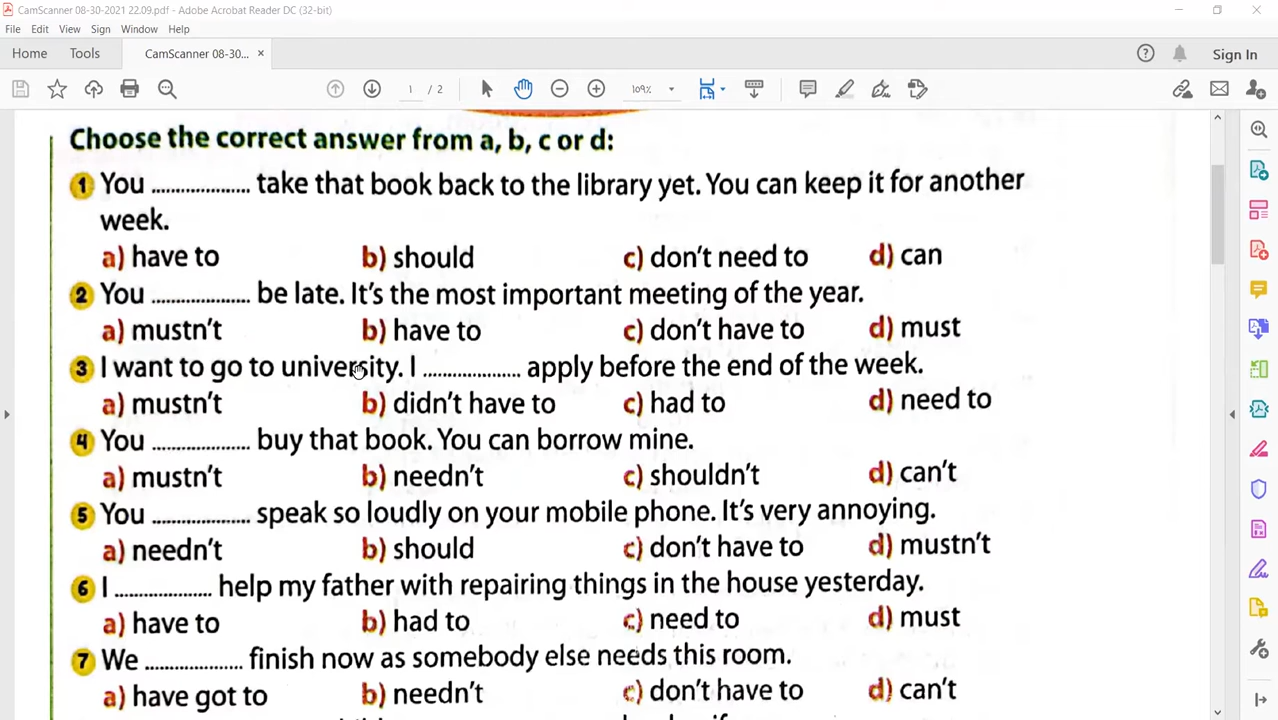 CamScanner 08-30-2021 22.09.pdf - Adobe Acrobat Reader DC (32-bit)
File Edit View Sign Window Help
Home Tools CamScanner 08-30... × Sign In
1 / 2 109%
Choose the correct answer from a, b, c or d:
1 You .................... take that book back to the library yet. You can keep it for another
week.
a) have to b) should c) don't need to d) can
2 You .................... be late. It's the most important meeting of the year.
a) mustn't b) have to c) don't have to d) must
3 I want to go to university. I .................... apply before the end of the week.
a) mustn't b) didn't have to c) had to d) need to
4 You .................... buy that book. You can borrow mine.
a) mustn't b) needn't c) shouldn't d) can't
5 You .................... speak so loudly on your mobile phone. It's very annoying.
a) needn't b) should c) don't have to d) mustn't
6 I .................... help my father with repairing things in the house yesterday.
a) have to b) had to c) need to d) must
7 We .................... finish now as somebody else needs this room.
a) have got to b) needn't c) don't have to d) can't